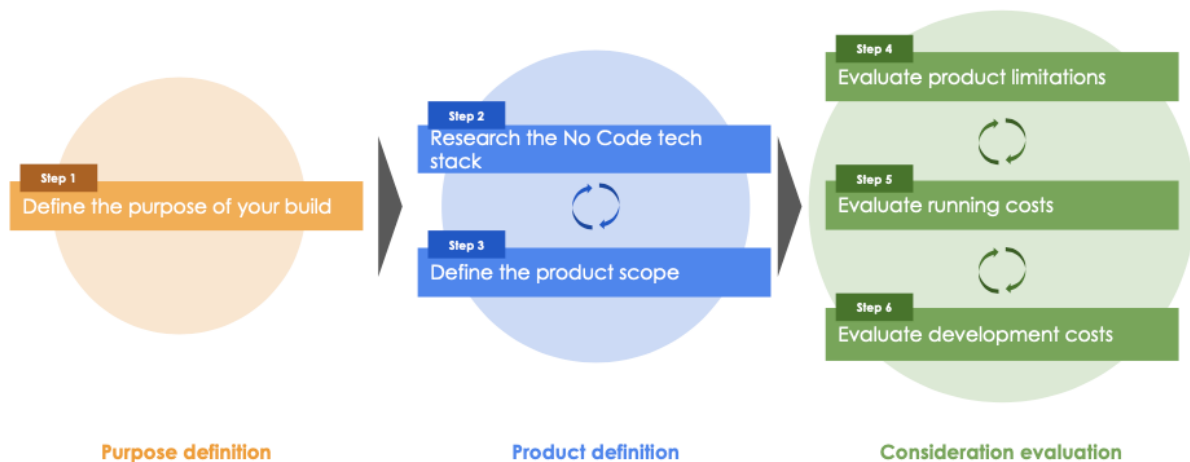 Step 1
Define the purpose of your build
Purpose definition
Step 2
Research the No Code tech
stack
Step 3
Define the product scope
Product definition
Step 4
Evaluate product limitations
Step 5
Evaluate running costs
Step 6
Evaluate development costs
Consideration evaluation